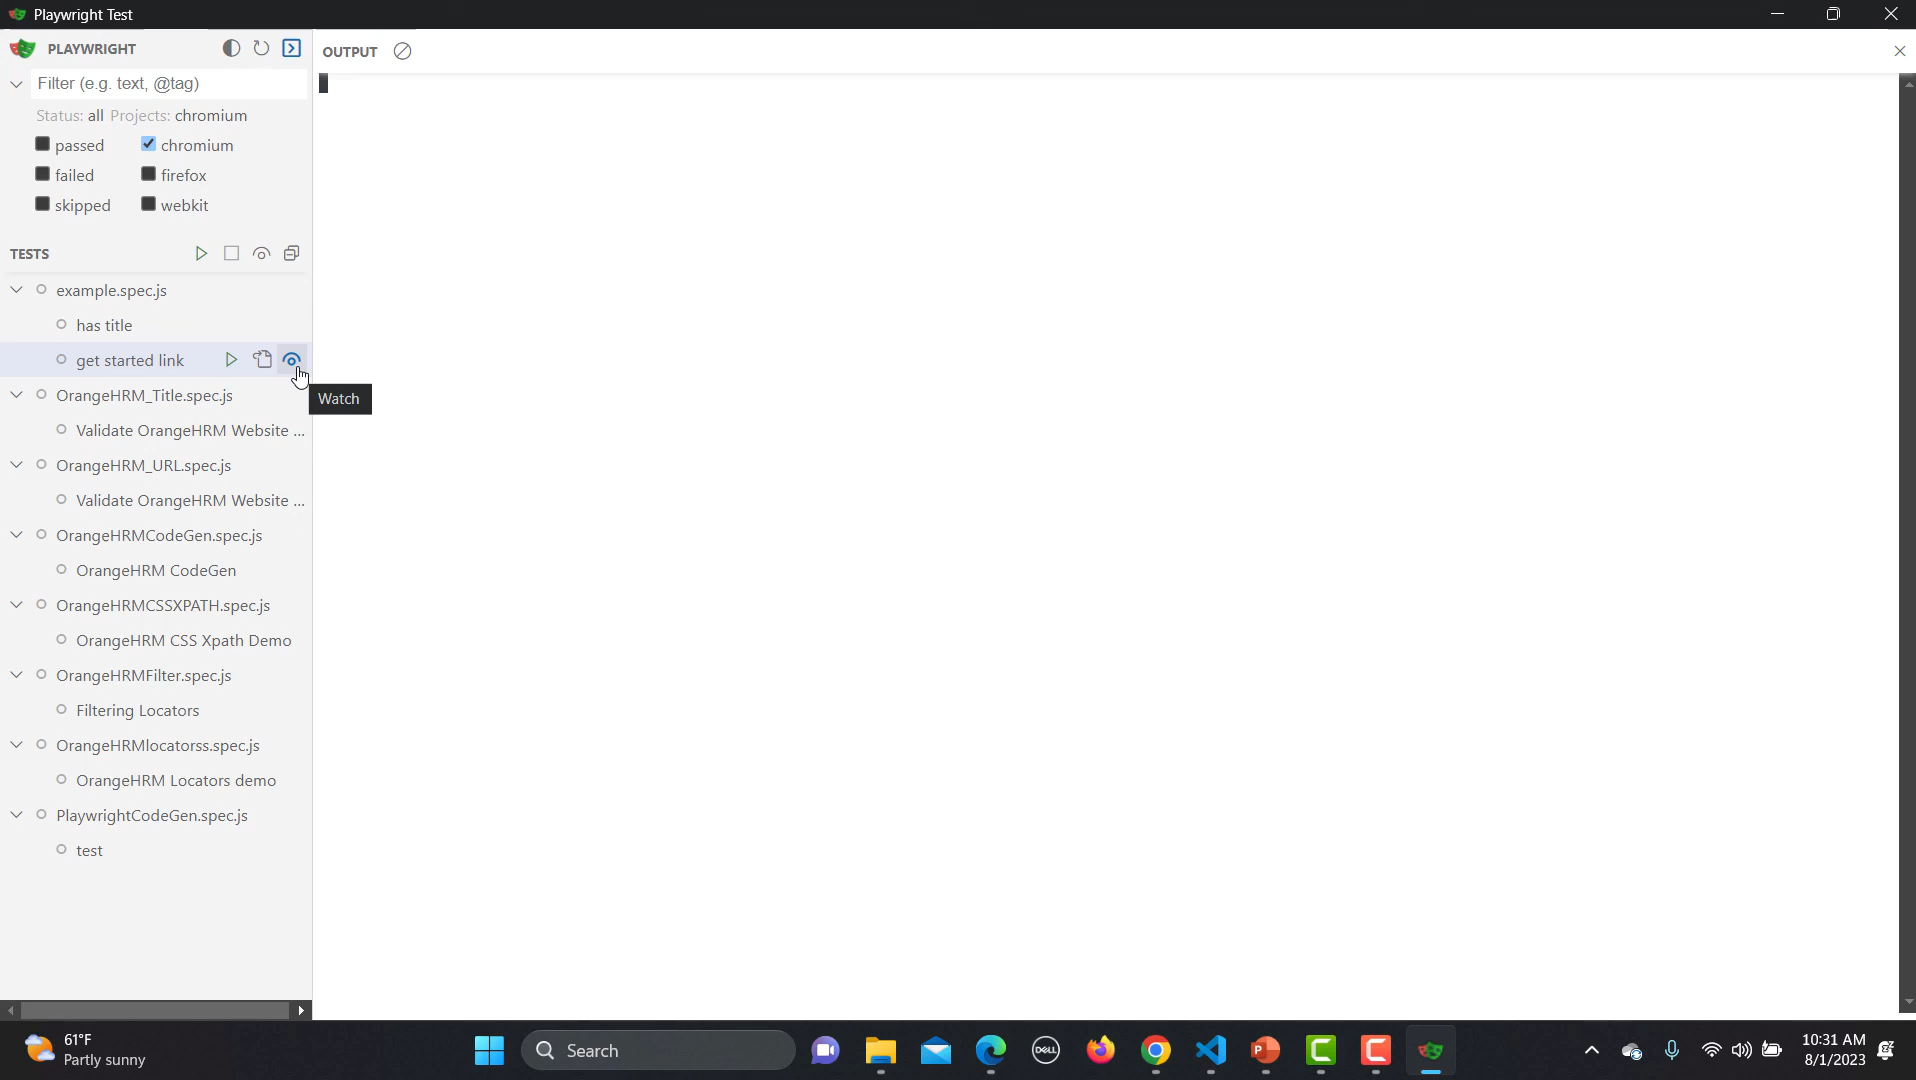 Playwright Test
PLAYWRIGHT
OUTPUT
Filter (e.g. text, @tag)
Status: all Projects: chromium
passed chromium
failed firefox
skipped webkit
TESTS
example.spec.js
has title
get started link
Watch
OrangeHRM_Title.spec.js
Validate OrangeHRM Website ...
OrangeHRM_URL.spec.js
Validate OrangeHRM Website ...
OrangeHRMCodeGen.spec.js
OrangeHRM CodeGen
OrangeHRMCSSXPATH.spec.js
OrangeHRM CSS Xpath Demo
OrangeHRMFilter.spec.js
Filtering Locators
OrangeHRMlocatorss.spec.js
OrangeHRM Locators demo
PlaywrightCodeGen.spec.js
test
61°F
Partly sunny
Search
DELL
10:31 AM
8/1/2023